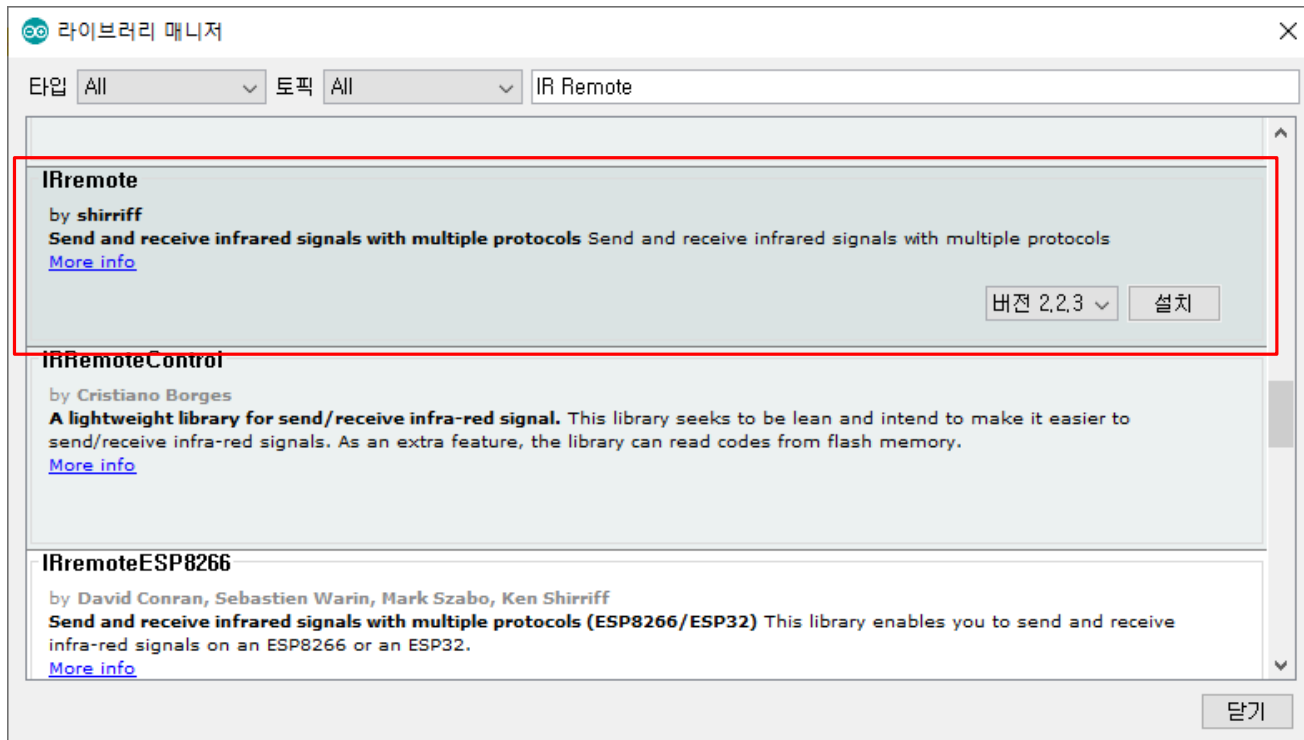 라이브러리 매니저
타입 All 토픽 All IR Remote
IRremote
by shirriff
Send and receive infrared signals with multiple protocols Send and receive infrared signals with multiple protocols
More info
버전 2,2,3 설치
IRRemoteControl
by Cristiano Borges
A lightweight library for send/receive infra-red signal. This library seeks to be lean and intend to make it easier to
send/receive infra-red signals. As an extra feature, the library can read codes from flash memory.
More info
IRremoteESP8266
by David Conran, Sebastien Warin, Mark Szabo, Ken Shirriff
Send and receive infrared signals with multiple protocols (ESP8266/ESP32) This library enables you to send and receive
infra-red signals on an ESP8266 or an ESP32.
More info
닫기